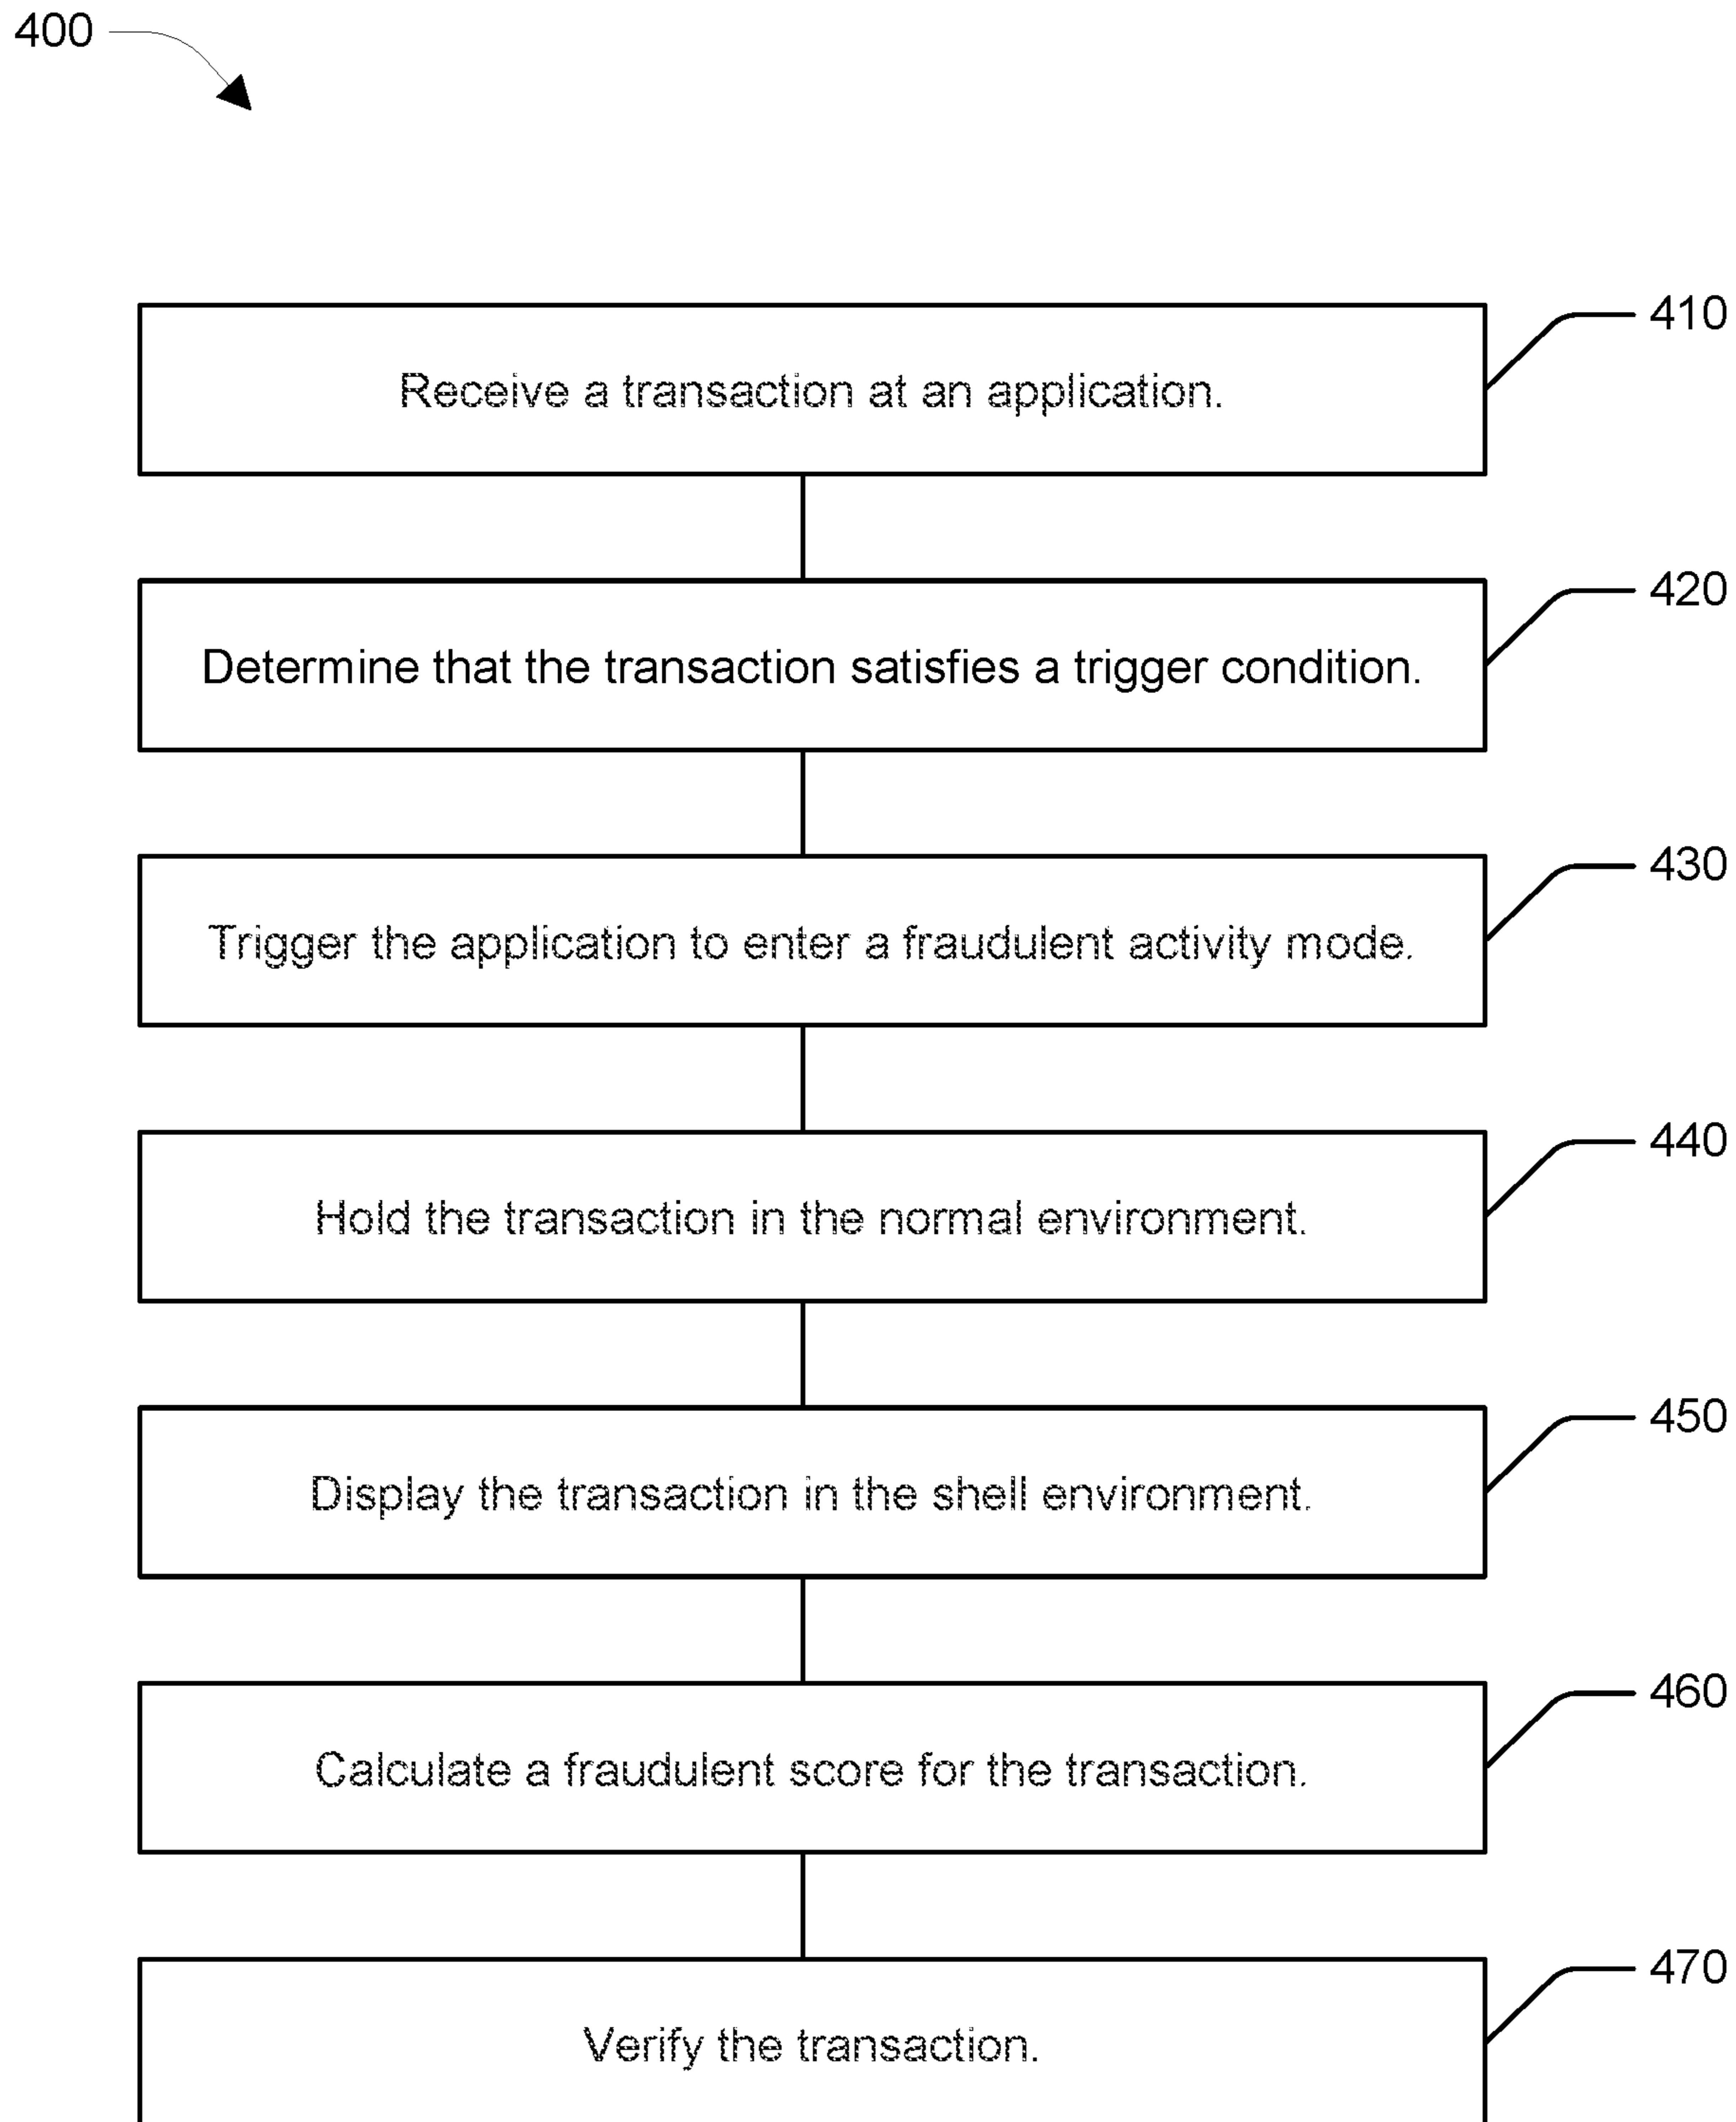 400
410
Receive a transaction at an application.
420
Determine that the transaction satisfies a trigger condition.
430
Trigger the application to enter a fraudulent activity mode.
440
Hold the transaction in the normal environment.
450
Display the transaction in the shell environment.
460
Calculate a fraudulent score for the transaction.
470
Verify the transaction.